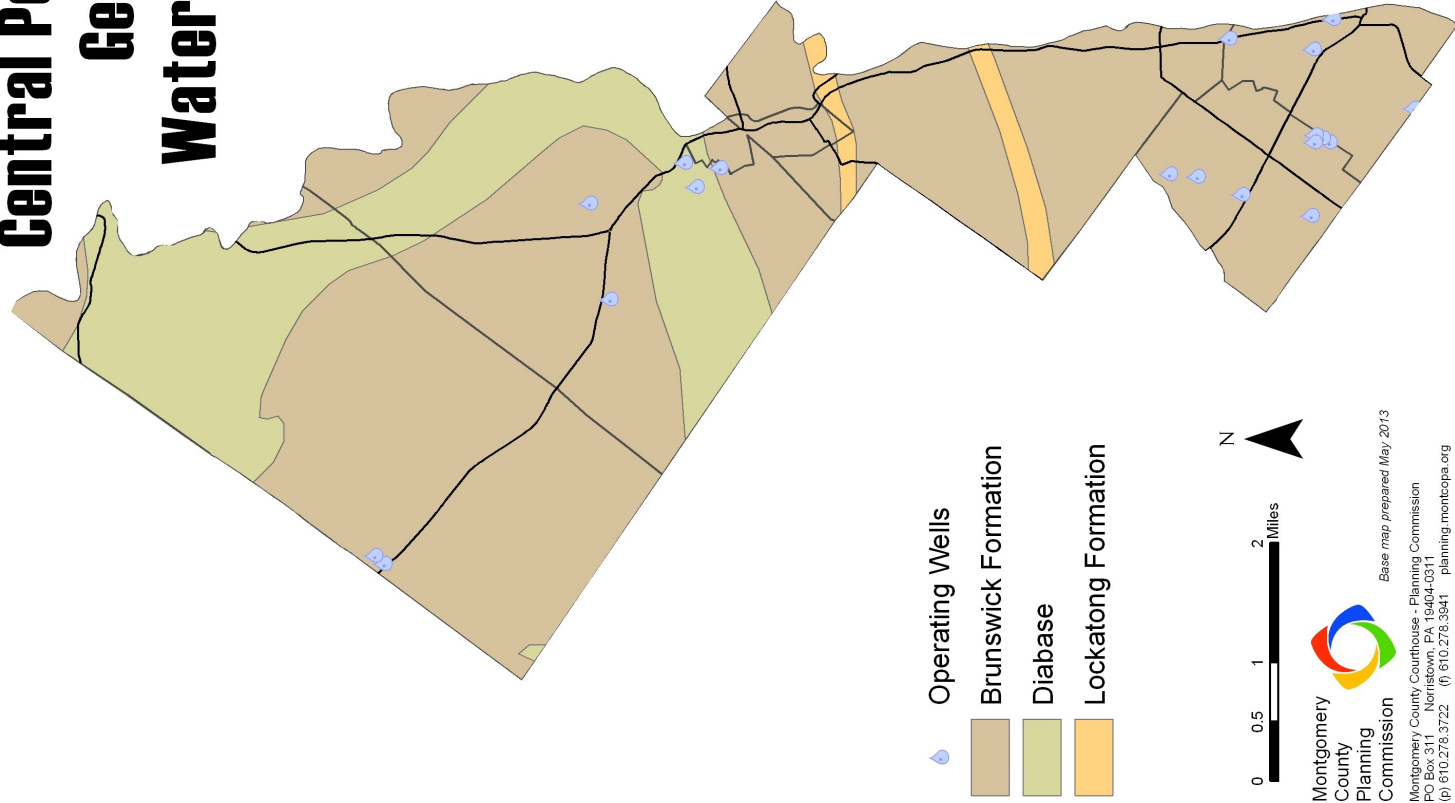 Central P
Ge
Water
Operating Wells
Brunswick Formation
Diabase
Lockatong Formation
N
0 0.5 1 2
Miles
Montgomery
County
Planning
Commission
Base map prepared May 2013
Montgomery County Courthouse - Planning Commission
PO Box 311 Norristown, PA 19404-0311
(p) 610.278.3722 (f) 610.278.3941 planning.montcopa.org